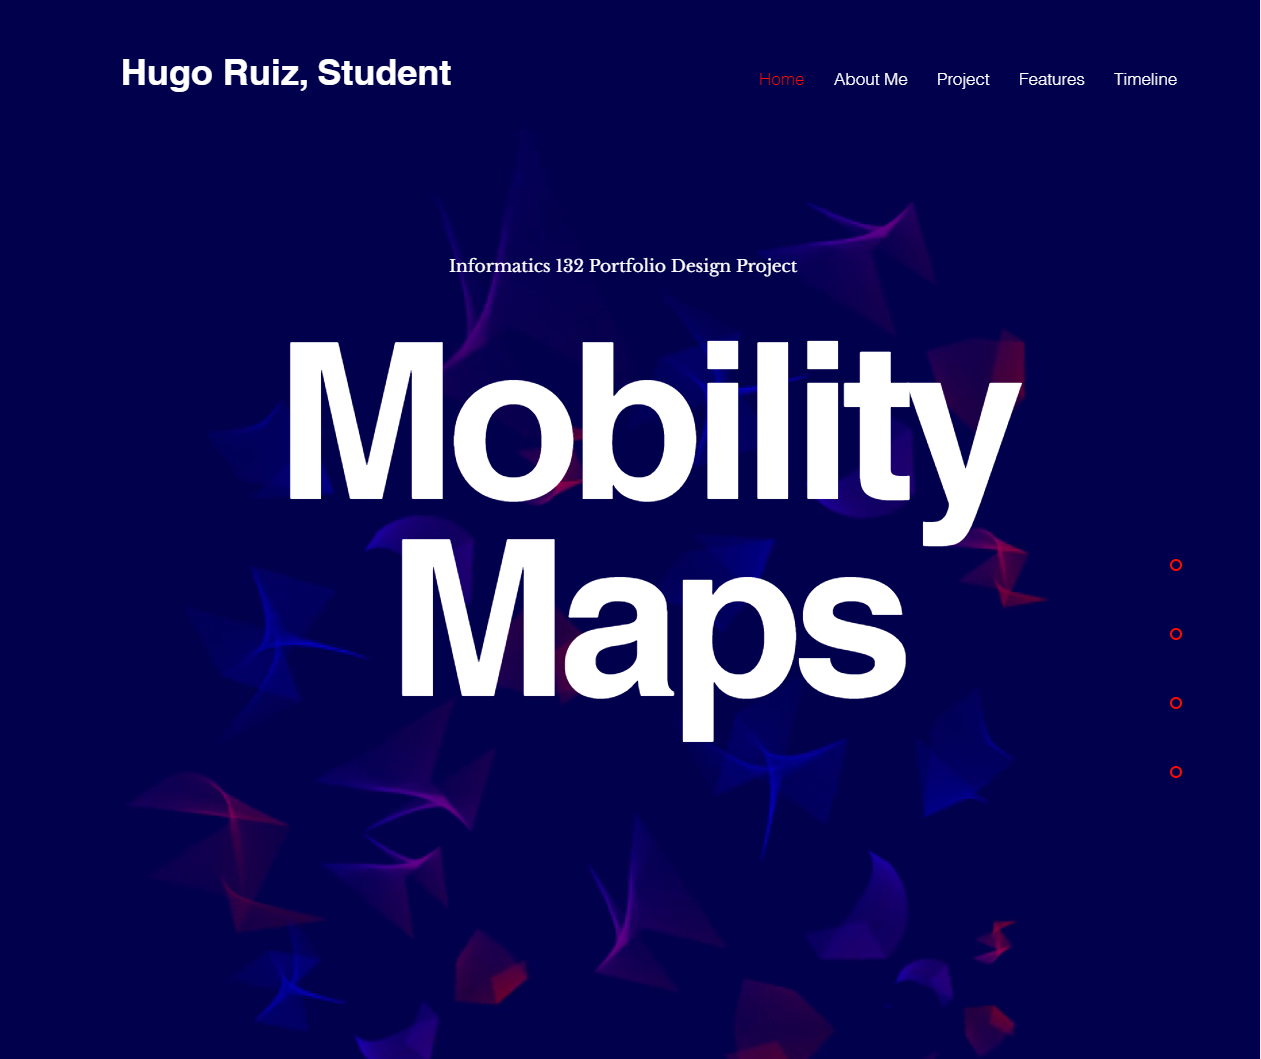 Hugo Ruiz, Student
Home About Me Project Features Timeline
Informatics 132 Portfolio Design Project
Mobility
Maps